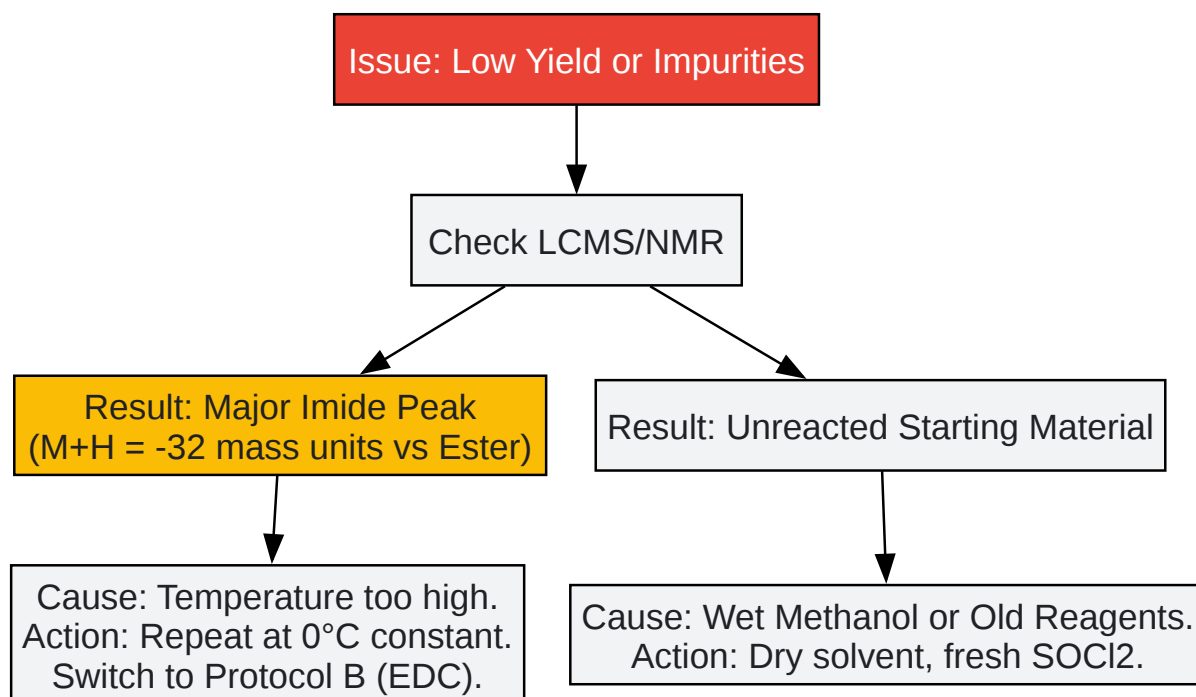 Issue: Low Yield or Impurities
Check LCMS/NMR
Result: Major Imide Peak
(M+H = -32 mass units vs Ester)
Result: Unreacted Starting Material
Cause: Temperature too high.
Action: Repeat at 0°C constant.
Switch to Protocol B (EDC).
Cause: Wet Methanol or Old Reagents.
Action: Dry solvent, fresh SOCl2.